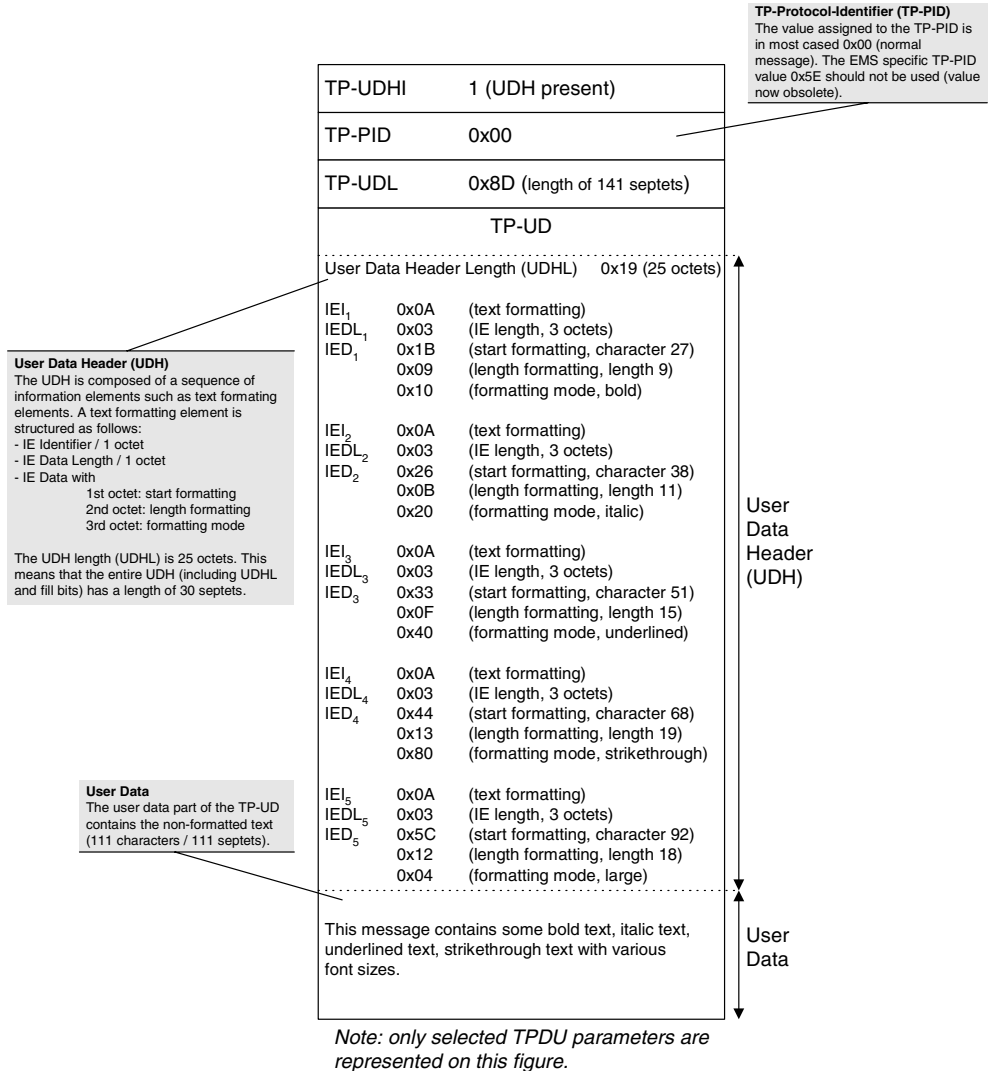 TP-Protocol-Identifier (TP-PID)
The value assigned to the TP-PID is
in most cased 0x00 (normal
message). The EMS specific TP-PID
value 0x5E should not be used (value
now obsolete).
TP-UDHI 1 (UDH present)
TP-PID 0x00
TP-UDL 0x8D (length of 141 septets)
TP-UD
User Data Header Length (UDHL) 0x19 (25 octets)
IEI1 0x0A (text formatting)
IEDL1 0x03 (IE length, 3 octets)
IED1 0x1B (start formatting, character 27)
0x09 (length formatting, length 9)
0x10 (formatting mode, bold)
IEI2 0x0A (text formatting)
IEDL2 0x03 (IE length, 3 octets)
IED2 0x26 (start formatting, character 38)
0x0B (length formatting, length 11)
0x20 (formatting mode, italic)
IEI3 0x0A (text formatting)
IEDL3 0x03 (IE length, 3 octets)
IED3 0x33 (start formatting, character 51)
0x0F (length formatting, length 15)
0x40 (formatting mode, underlined)
IEI4 0x0A (text formatting)
IEDL4 0x03 (IE length, 3 octets)
IED4 0x44 (start formatting, character 68)
0x13 (length formatting, length 19)
0x80 (formatting mode, strikethrough)
IEI5 0x0A (text formatting)
IEDL5 0x03 (IE length, 3 octets)
IED5 0x5C (start formatting, character 92)
0x12 (length formatting, length 18)
0x04 (formatting mode, large)
This message contains some bold text, italic text,
underlined text, strikethrough text with various
font sizes.
User Data Header (UDH)
The UDH is composed of a sequence of
information elements such as text formating
elements. A text formatting element is
structured as follows:
- IE Identifier / 1 octet
- IE Data Length / 1 octet
- IE Data with
1st octet: start formatting
2nd octet: length formatting
3rd octet: formatting mode
The UDH length (UDHL) is 25 octets. This
means that the entire UDH (including UDHL
and fill bits) has a length of 30 septets.
User Data
The user data part of the TP-UD
contains the non-formatted text
(111 characters / 111 septets).
User
Data
Header
(UDH)
User
Data
Note: only selected TPDU parameters are
represented on this figure.